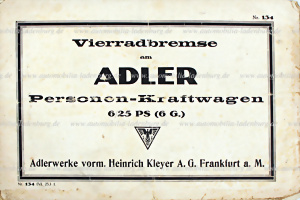 Nr. 134
Vierradbremse
am
ADLER
Personen-Kraftwagen
6 25 PS (6 G.)
Adlerwerke vorm. Heinrich Kleyer A. G. Frankfurt a. M.
Nr. 134